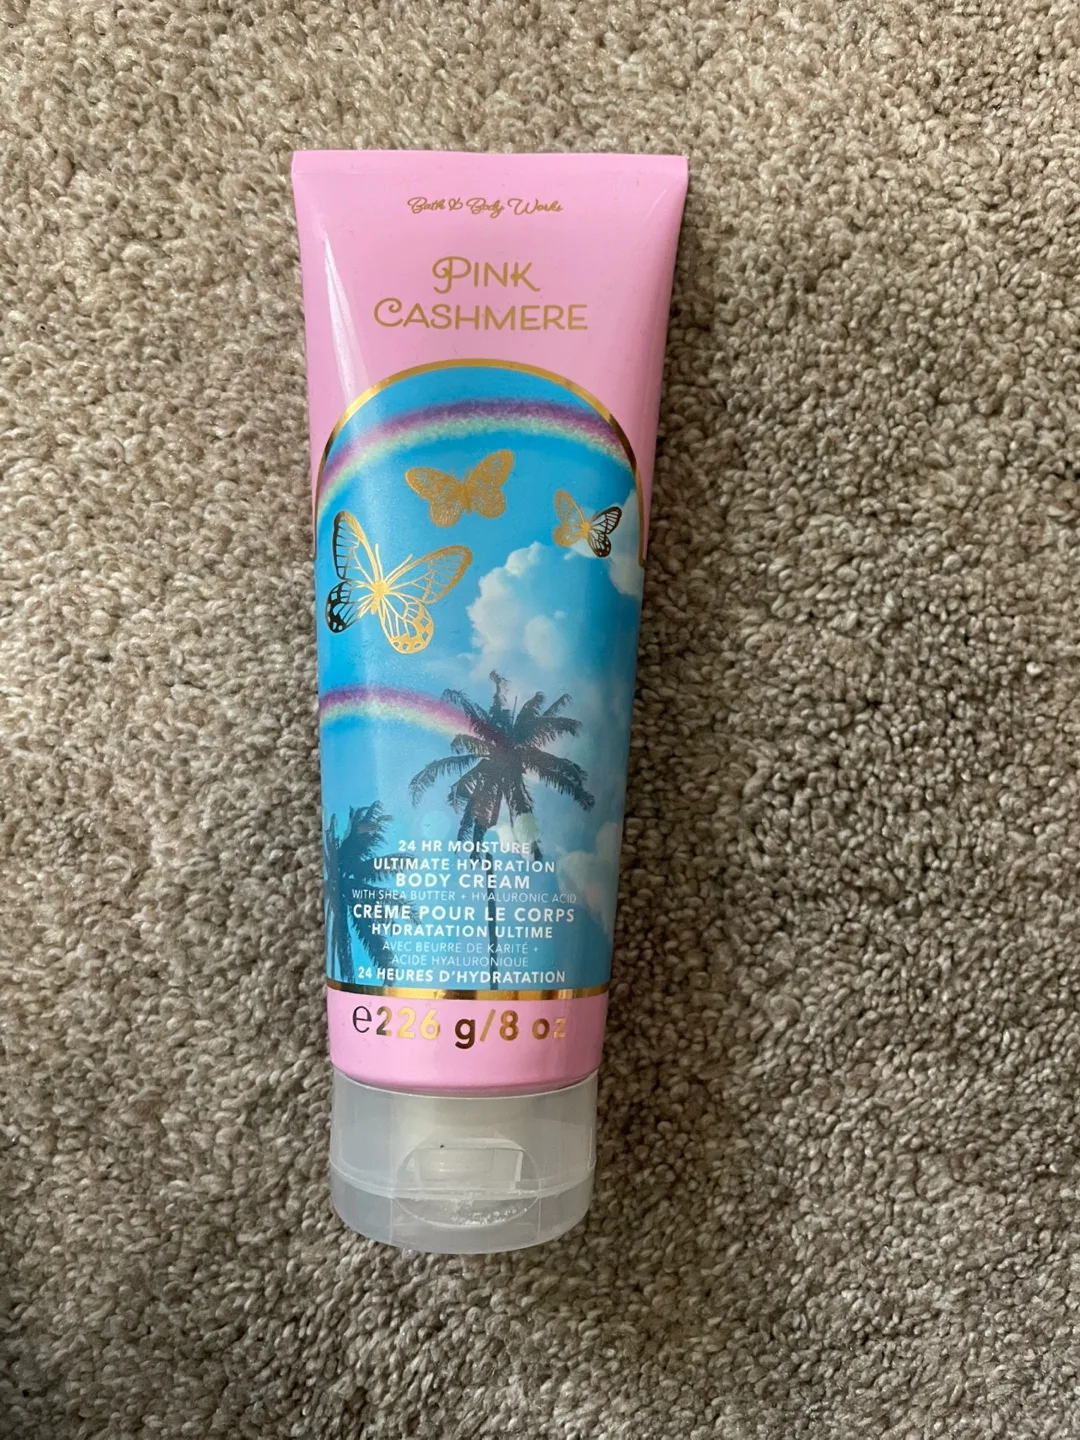 Bath & Body Works
PINK
CASHMERE
24 HR MOISTURE
ULTIMATE HYDRATION
BODY CREAM
WITH SHEA BUTTER + HYALURONIC ACID
CRÈME POUR LE CORPS
HYDRATATION ULTIME
AVEC BEURRE DE KARITÉ +
ACIDE HYALURONIQUE
24 HEURES D'HYDRATATION
℮226 g/8 oz